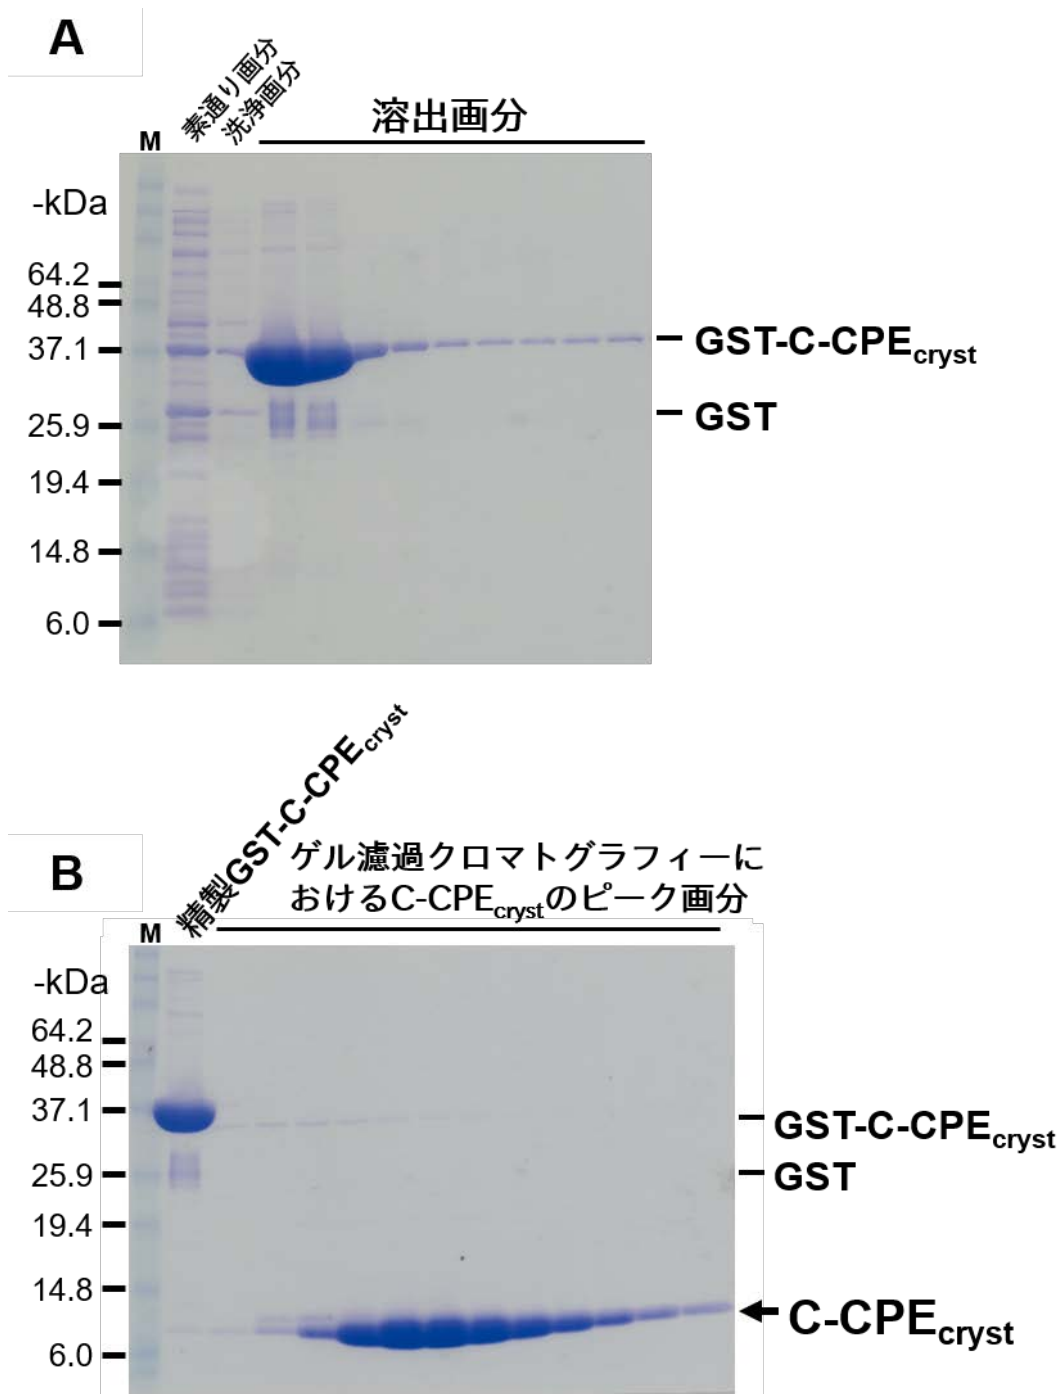 A
素通り画分
洗浄画分
溶出画分
M
-kDa
64.2
48.8
37.1
25.9
19.4
14.8
6.0
GST-C-CPEcryst
GST
B
精製GST-C-CPEcryst
ゲル濾過クロマトグラフィーに
おけるC-CPEcrystのピーク画分
M
-kDa
64.2
48.8
37.1
25.9
19.4
14.8
6.0
GST-C-CPEcryst
GST
C-CPEcryst